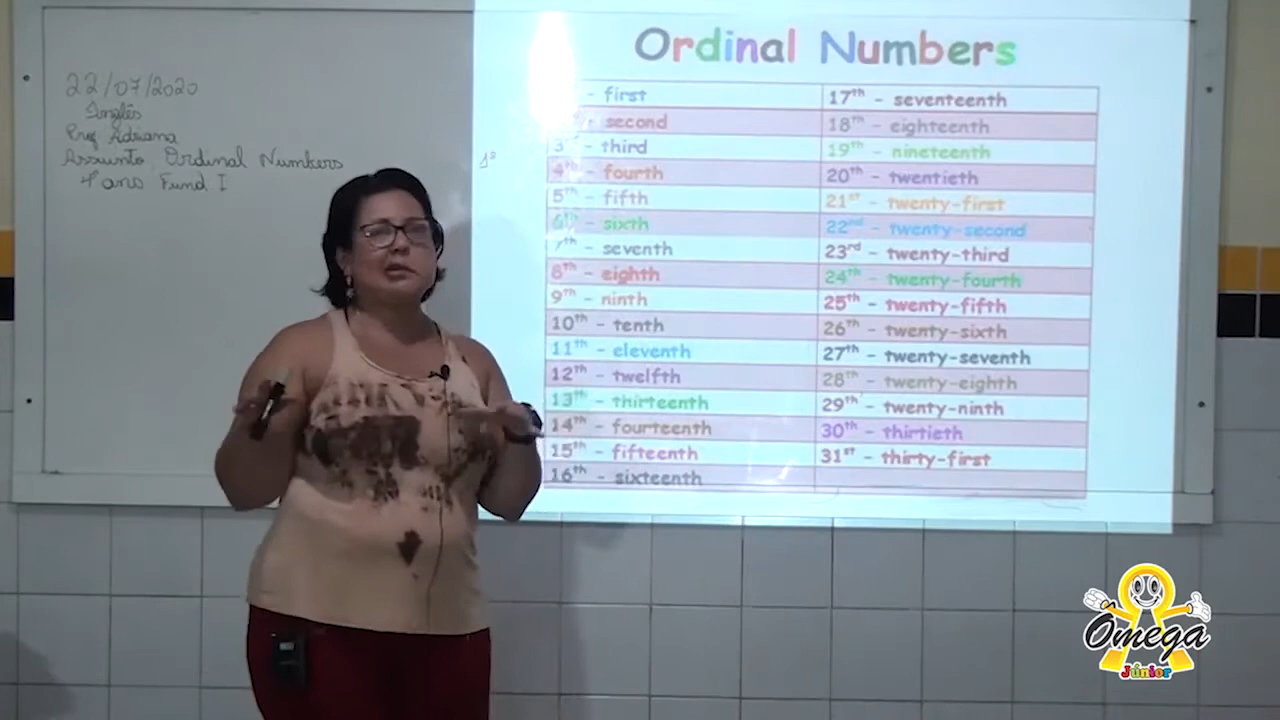 22/07/2020
Inglês
Prof Adriana
Assunto Ordinal Numbers
4º ano Fund I
1º
Ordinal Numbers
- first
- second
3rd - third
4th - fourth
5th - fifth
6th - sixth
7th - seventh
8th - eighth
9th - ninth
10th - tenth
11th - eleventh
12th - twelfth
13th - thirteenth
14th - fourteenth
15th - fifteenth
16th - sixteenth
17th - seventeenth
18th - eighteenth
19th - nineteenth
20th - twentieth
21st - twenty-first
22nd - twenty-second
23rd - twenty-third
24th - twenty-fourth
25th - twenty-fifth
26th - twenty-sixth
27th - twenty-seventh
28th - twenty-eighth
29th - twenty-ninth
30th - thirtieth
31st - thirty-first
Ômega
Júnior